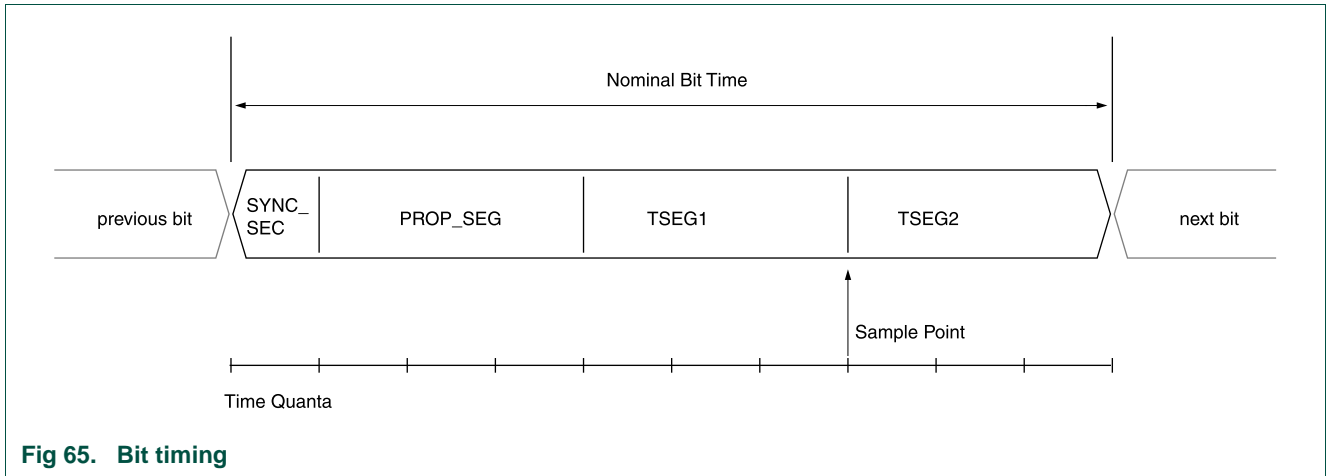 Nominal Bit Time
previous bit
SYNC_
SEC
PROP_SEG
TSEG1
TSEG2
next bit
Sample Point
Time Quanta
Fig 65. Bit timing